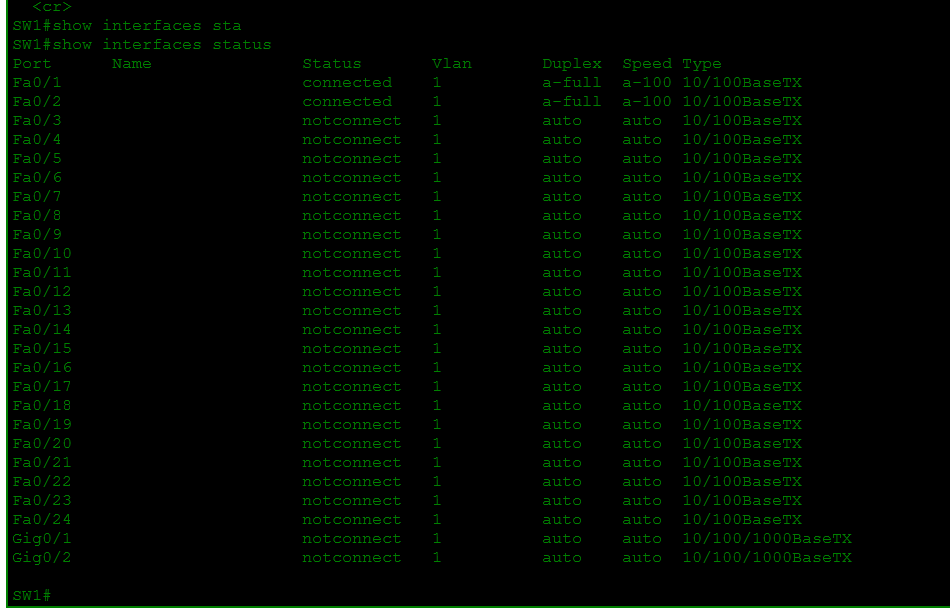 <cr>
SW1#show interfaces sta
SW1#show interfaces status
Port      Name               Status       Vlan       Duplex  Speed Type
Fa0/1                        connected    1          a-full  a-100 10/100BaseTX
Fa0/2                        connected    1          a-full  a-100 10/100BaseTX
Fa0/3                        notconnect   1          auto    auto  10/100BaseTX
Fa0/4                        notconnect   1          auto    auto  10/100BaseTX
Fa0/5                        notconnect   1          auto    auto  10/100BaseTX
Fa0/6                        notconnect   1          auto    auto  10/100BaseTX
Fa0/7                        notconnect   1          auto    auto  10/100BaseTX
Fa0/8                        notconnect   1          auto    auto  10/100BaseTX
Fa0/9                        notconnect   1          auto    auto  10/100BaseTX
Fa0/10                       notconnect   1          auto    auto  10/100BaseTX
Fa0/11                       notconnect   1          auto    auto  10/100BaseTX
Fa0/12                       notconnect   1          auto    auto  10/100BaseTX
Fa0/13                       notconnect   1          auto    auto  10/100BaseTX
Fa0/14                       notconnect   1          auto    auto  10/100BaseTX
Fa0/15                       notconnect   1          auto    auto  10/100BaseTX
Fa0/16                       notconnect   1          auto    auto  10/100BaseTX
Fa0/17                       notconnect   1          auto    auto  10/100BaseTX
Fa0/18                       notconnect   1          auto    auto  10/100BaseTX
Fa0/19                       notconnect   1          auto    auto  10/100BaseTX
Fa0/20                       notconnect   1          auto    auto  10/100BaseTX
Fa0/21                       notconnect   1          auto    auto  10/100BaseTX
Fa0/22                       notconnect   1          auto    auto  10/100BaseTX
Fa0/23                       notconnect   1          auto    auto  10/100BaseTX
Fa0/24                       notconnect   1          auto    auto  10/100BaseTX
Gig0/1                       notconnect   1          auto    auto  10/100/1000BaseTX
Gig0/2                       notconnect   1          auto    auto  10/100/1000BaseTX
SW1#